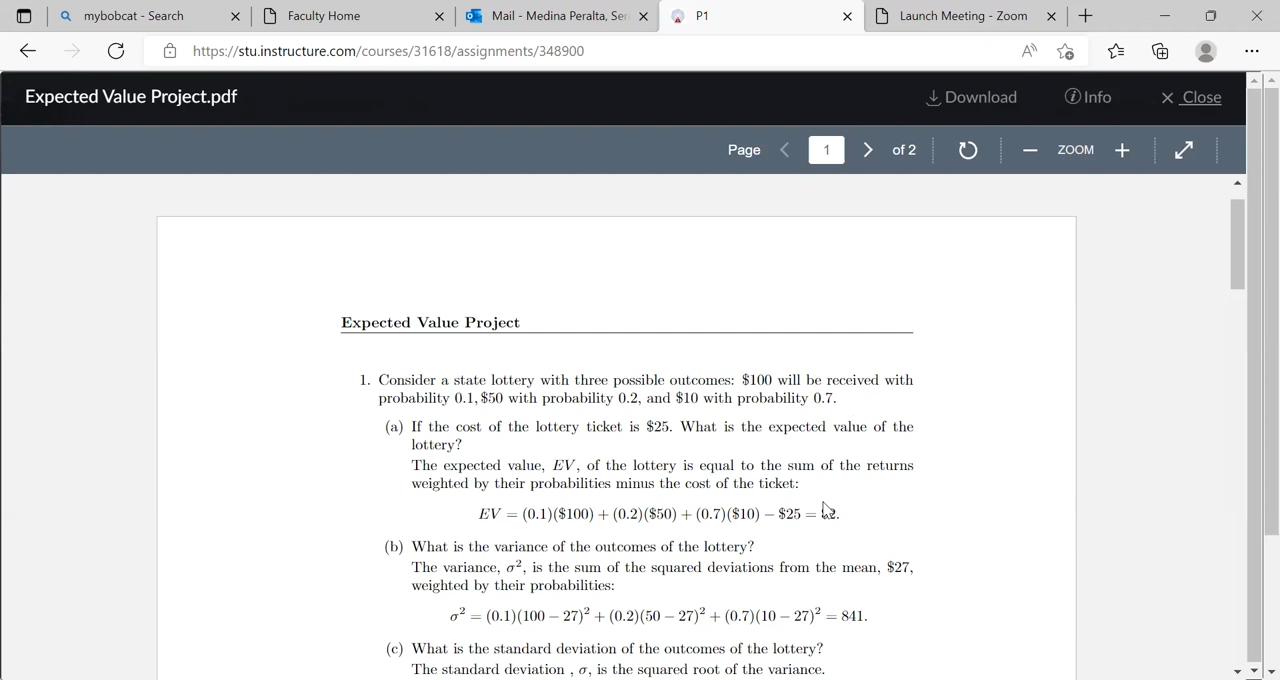 mybobcat - Search
Faculty Home
Mail - Medina Peralta, Ser
P1
Launch Meeting - Zoom
https://stu.instructure.com/courses/31618/assignments/348900
Expected Value Project.pdf
Download
Info
Close
Page 1 of 2
ZOOM
Expected Value Project
1. Consider a state lottery with three possible outcomes: $100 will be received with
probability 0.1, $50 with probability 0.2, and $10 with probability 0.7.
(a) If the cost of the lottery ticket is $25. What is the expected value of the
lottery?
The expected value, EV, of the lottery is equal to the sum of the returns
weighted by their probabilities minus the cost of the ticket:
EV = (0.1)($100) + (0.2)($50) + (0.7)($10) − $25 = 2.
(b) What is the variance of the outcomes of the lottery?
The variance, σ², is the sum of the squared deviations from the mean, $27,
weighted by their probabilities:
σ² = (0.1)(100 − 27)² + (0.2)(50 − 27)² + (0.7)(10 − 27)² = 841.
(c) What is the standard deviation of the outcomes of the lottery?
The standard deviation , σ, is the squared root of the variance.